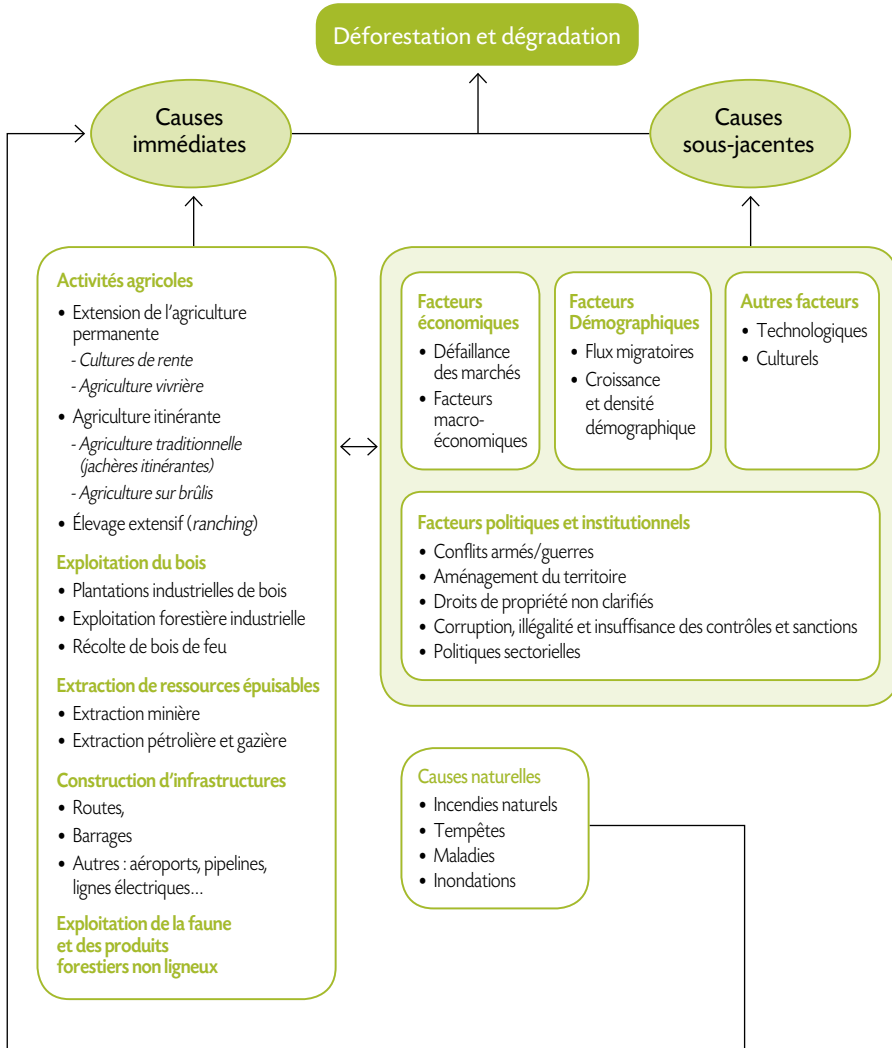 Déforestation et dégradation
Causes
immédiates
Causes
sous-jacentes
Activités agricoles
• Extension de l’agriculture
permanente
- Cultures de rente
- Agriculture vivrière
• Agriculture itinérante
- Agriculture traditionnelle
(jachères itinérantes)
- Agriculture sur brûlis
• Élevage extensif (ranching)
Exploitation du bois
• Plantations industrielles de bois
• Exploitation forestière industrielle
• Récolte de bois de feu
Extraction de ressources épuisables
• Extraction minière
• Extraction pétrolière et gazière
Construction d’infrastructures
• Routes,
• Barrages
• Autres : aéroports, pipelines,
lignes électriques…
Exploitation de la faune
et des produits
forestiers non ligneux
Facteurs
économiques
• Défaillance
des marchés
• Facteurs
macro-
économiques
Facteurs
Démographiques
• Flux migratoires
• Croissance
et densité
démographique
Autres facteurs
• Technologiques
• Culturels
Facteurs politiques et institutionnels
• Conflits armés/guerres
• Aménagement du territoire
• Droits de propriété non clarifiés
• Corruption, illégalité et insuffisance des contrôles et sanctions
• Politiques sectorielles
Causes naturelles
• Incendies naturels
• Tempêtes
• Maladies
• Inondations